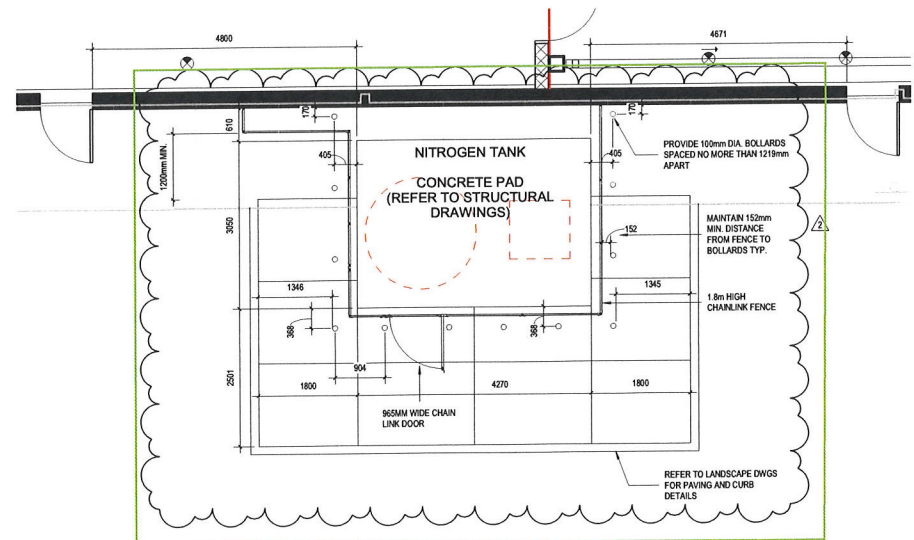 4800
4671
170
170
610
405
405
NITROGEN TANK
CONCRETE PAD
(REFER TO STRUCTURAL
DRAWINGS)
PROVIDE 100mm DIA. BOLLARDS
SPACED NO MORE THAN 1219mm
APART
1200mm MIN.
3050
152
MAINTAIN 152mm
MIN. DISTANCE
FROM FENCE TO
BOLLARDS TYP.
2
1346
1345
1.8m HIGH
CHAINLINK FENCE
368
368
904
2501
1800
4270
1800
965MM WIDE CHAIN
LINK DOOR
REFER TO LANDSCAPE DWGS
FOR PAVING AND CURB
DETAILS